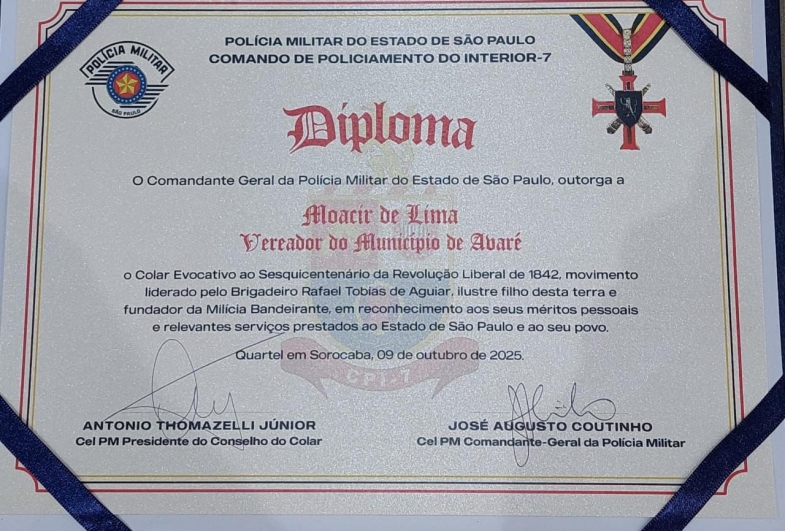 POLÍCIA MILITAR
SÃO PAULO
POLÍCIA MILITAR DO ESTADO DE SÃO PAULO
COMANDO DE POLICIAMENTO DO INTERIOR-7
Diploma
O Comandante Geral da Polícia Militar do Estado de São Paulo, outorga a
Moacir de Lima
Vereador do Município de Avaré
o Colar Evocativo ao Sesquicentenário da Revolução Liberal de 1842, movimento
liderado pelo Brigadeiro Rafael Tobias de Aguiar, ilustre filho desta terra e
fundador da Milícia Bandeirante, em reconhecimento aos seus méritos pessoais
e relevantes serviços prestados ao Estado de São Paulo e ao seu povo.
Quartel em Sorocaba, 09 de outubro de 2025.
CPI-7
ANTONIO THOMAZELLI JÚNIOR
Cel PM Presidente do Conselho do Colar
JOSÉ AUGUSTO COUTINHO
Cel PM Comandante-Geral da Polícia Militar